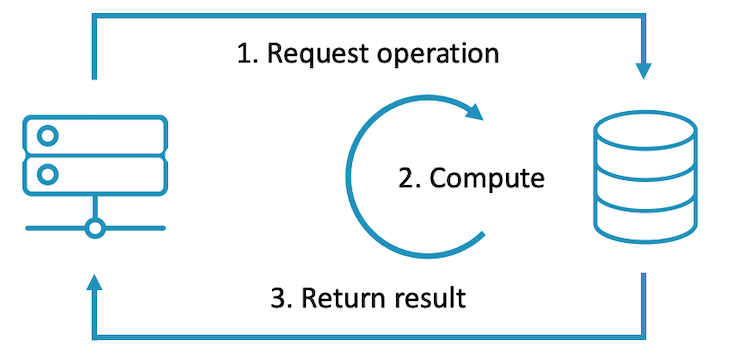 1. Request operation
2. Compute
3. Return result